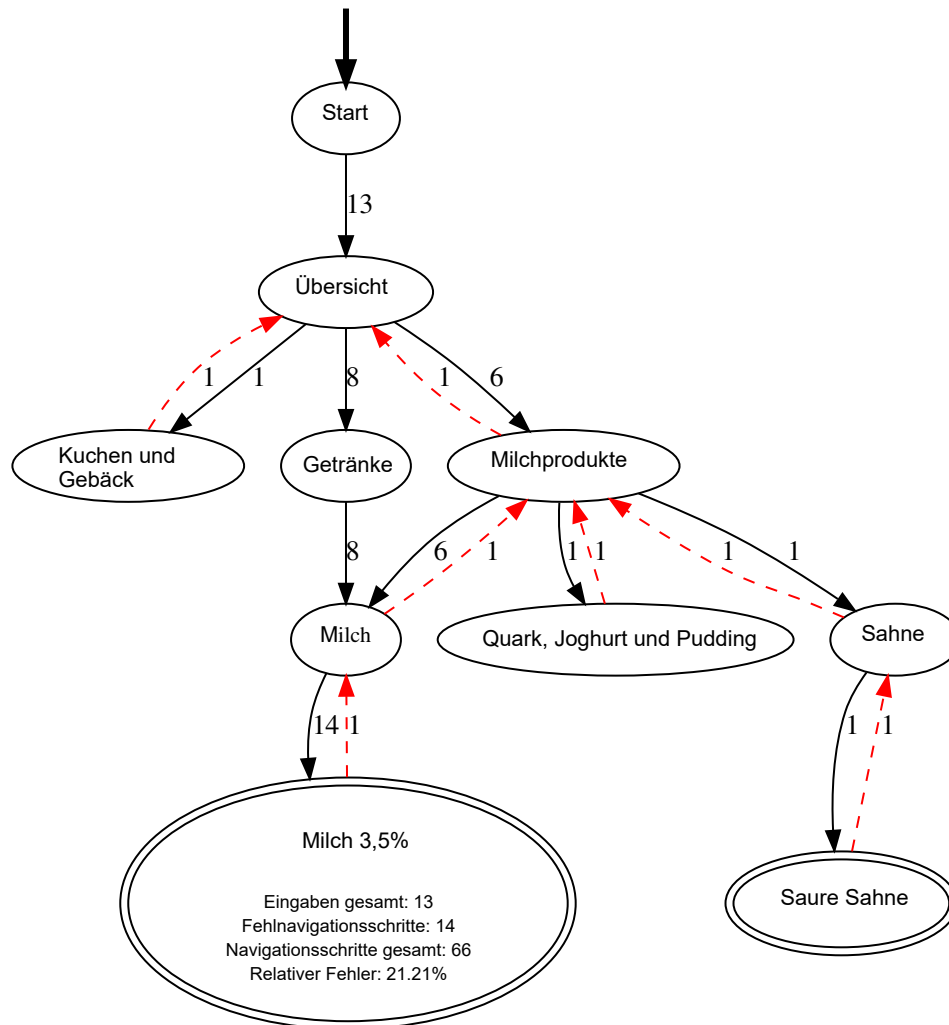 Start
13
Übersicht
1
1
8
1
6
Kuchen und
Gebäck
Getränke
Milchprodukte
8
6
1
1
1
1
1
Milch
Quark, Joghurt und Pudding
Sahne
14
1
1
1
Milch 3,5%
Eingaben gesamt: 13
Fehlnavigationsschritte: 14
Navigationsschritte gesamt: 66
Relativer Fehler: 21.21%
Saure Sahne